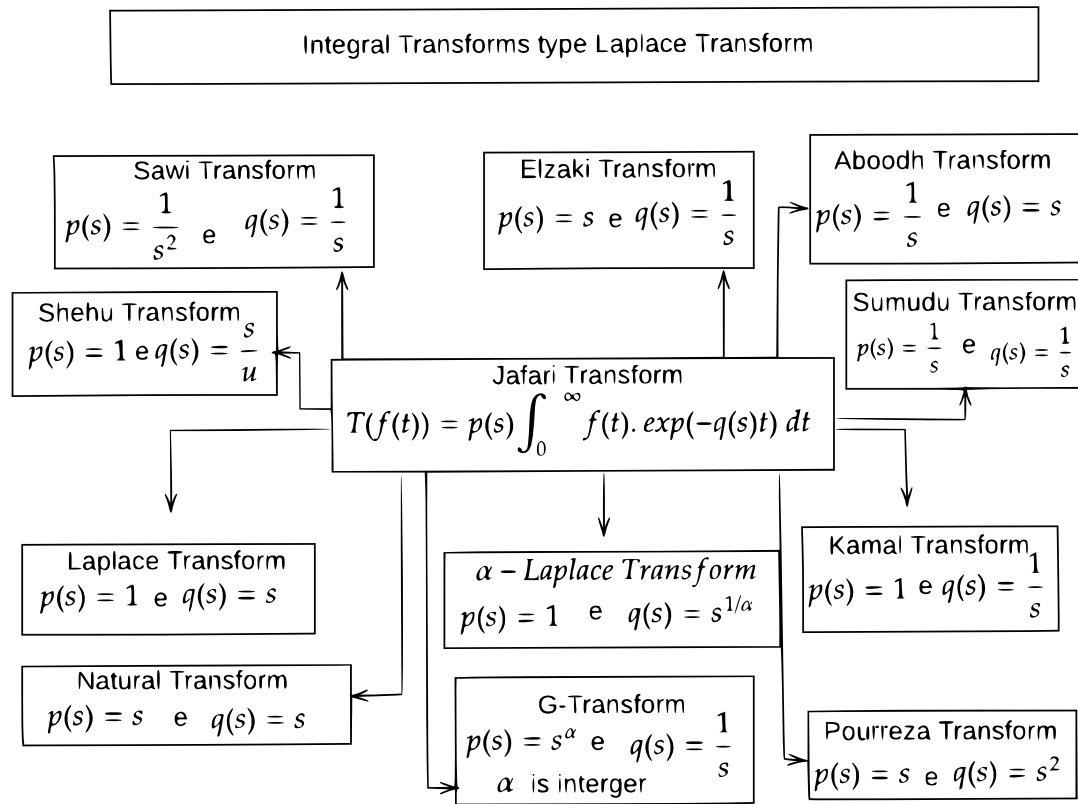 Integral Transforms type Laplace Transform
Sawi Transform
p(s) = 1/s² e q(s) = 1/s
Elzaki Transform
p(s) = s e q(s) = 1/s
Aboodh Transform
p(s) = 1/s e q(s) = s
Shehu Transform
p(s) = 1 e q(s) = s/u
Sumudu Transform
p(s) = 1/s e q(s) = 1/s
Jafari Transform
T(f(t)) = p(s) ∫₀^∞ f(t). exp(−q(s)t) dt
Laplace Transform
p(s) = 1 e q(s) = s
α − Laplace Transform
p(s) = 1 e q(s) = s^{1/α}
Kamal Transform
p(s) = 1 e q(s) = 1/s
Natural Transform
p(s) = s e q(s) = s
G-Transform
p(s) = s^α e q(s) = 1/s
α is interger
Pourreza Transform
p(s) = s e q(s) = s²